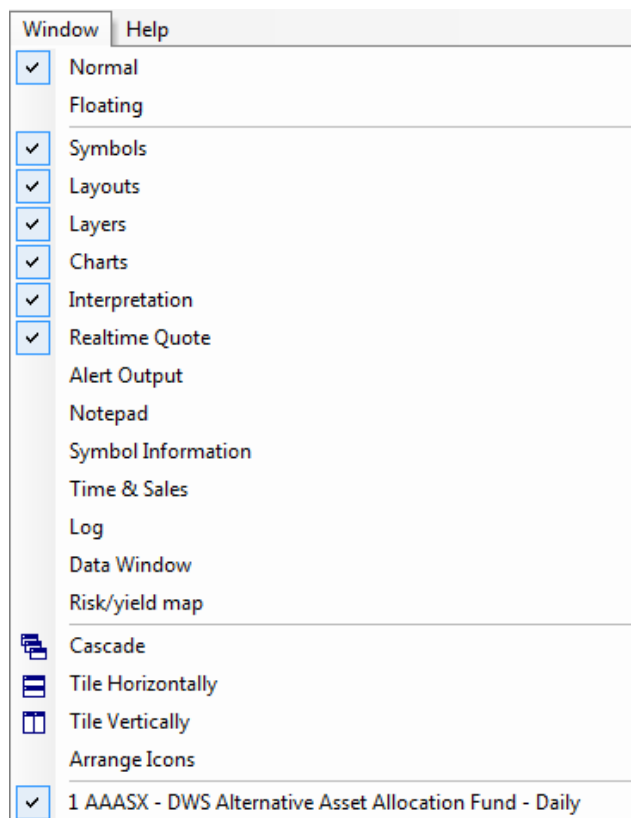 Window Help
Normal
Floating
Symbols
Layouts
Layers
Charts
Interpretation
Realtime Quote
Alert Output
Notepad
Symbol Information
Time & Sales
Log
Data Window
Risk/yield map
Cascade
Tile Horizontally
Tile Vertically
Arrange Icons
1 AAASX - DWS Alternative Asset Allocation Fund - Daily